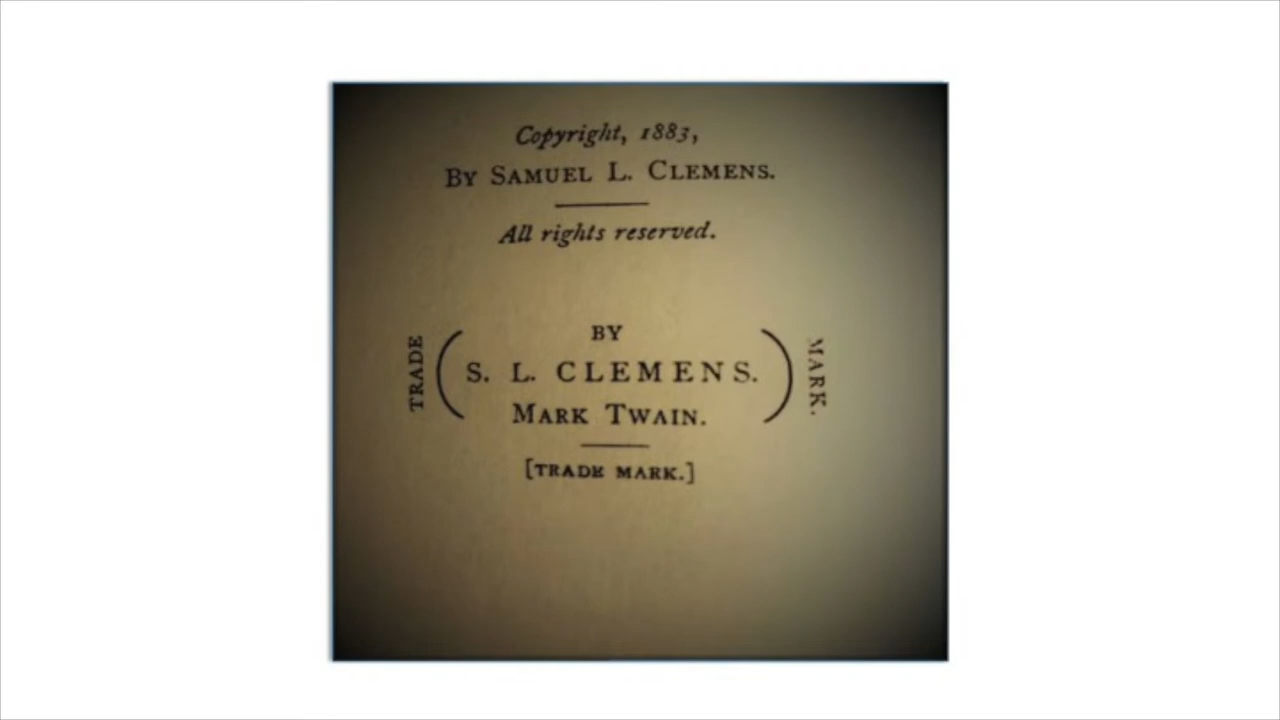 Copyright, 1883,
By Samuel L. Clemens.
All rights reserved.
BY
TRADE ( S. L. CLEMENS. ) MARK.
Mark Twain.
[TRADE MARK.]